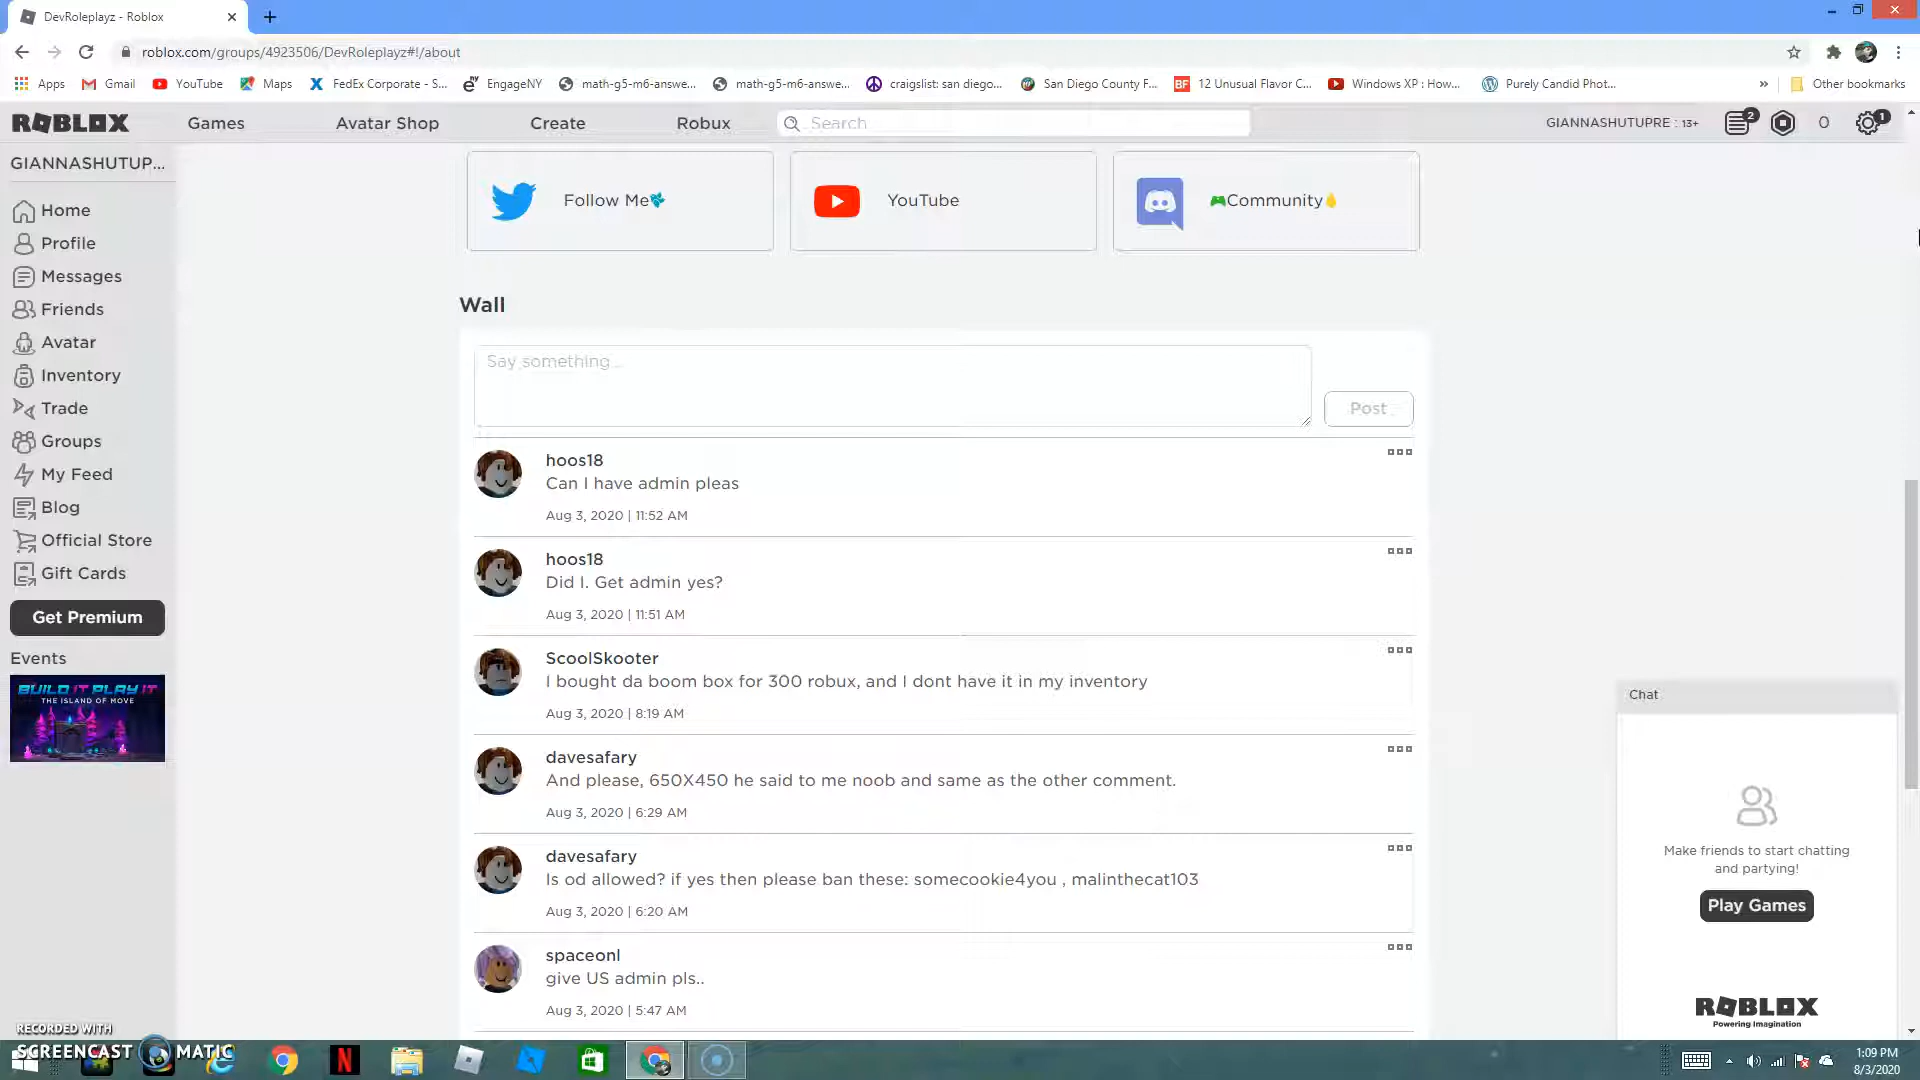 DevRoleplayz - Roblox
roblox.com/groups/4923506/DevRoleplayz#!/about
Apps
Gmail
YouTube
Maps
FedEx Corporate - S...
EngageNY
math-g5-m6-answe...
math-g5-m6-answe...
craigslist: san diego...
San Diego County F...
12 Unusual Flavor C...
Windows XP : How...
Purely Candid Phot...
Other bookmarks
ROBLOX
Games
Avatar Shop
Create
Robux
Search
GIANNASHUTUPRE : 13+
2
0
1
GIANNASHUTUP...
Home
Profile
Messages
Friends
Avatar
Inventory
Trade
Groups
My Feed
Blog
Official Store
Gift Cards
Get Premium
Events
BUILD IT PLAY IT
THE ISLAND OF MOVE
Follow Me
YouTube
🎮Community
Wall
Say something...
Post
hoos18
Can I have admin pleas
Aug 3, 2020 | 11:52 AM
hoos18
Did I. Get admin yes?
Aug 3, 2020 | 11:51 AM
ScoolSkooter
I bought da boom box for 300 robux, and I dont have it in my inventory
Aug 3, 2020 | 8:19 AM
davesafary
And please, 650X450 he said to me noob and same as the other comment.
Aug 3, 2020 | 6:29 AM
davesafary
Is od allowed? if yes then please ban these: somecookie4you , malinthecat103
Aug 3, 2020 | 6:20 AM
spaceonl
give US admin pls..
Aug 3, 2020 | 5:47 AM
Chat
Make friends to start chatting
and partying!
Play Games
ROBLOX
Powering Imagination
RECORDED WITH
SCREENCAST MATIC
1:09 PM
8/3/2020